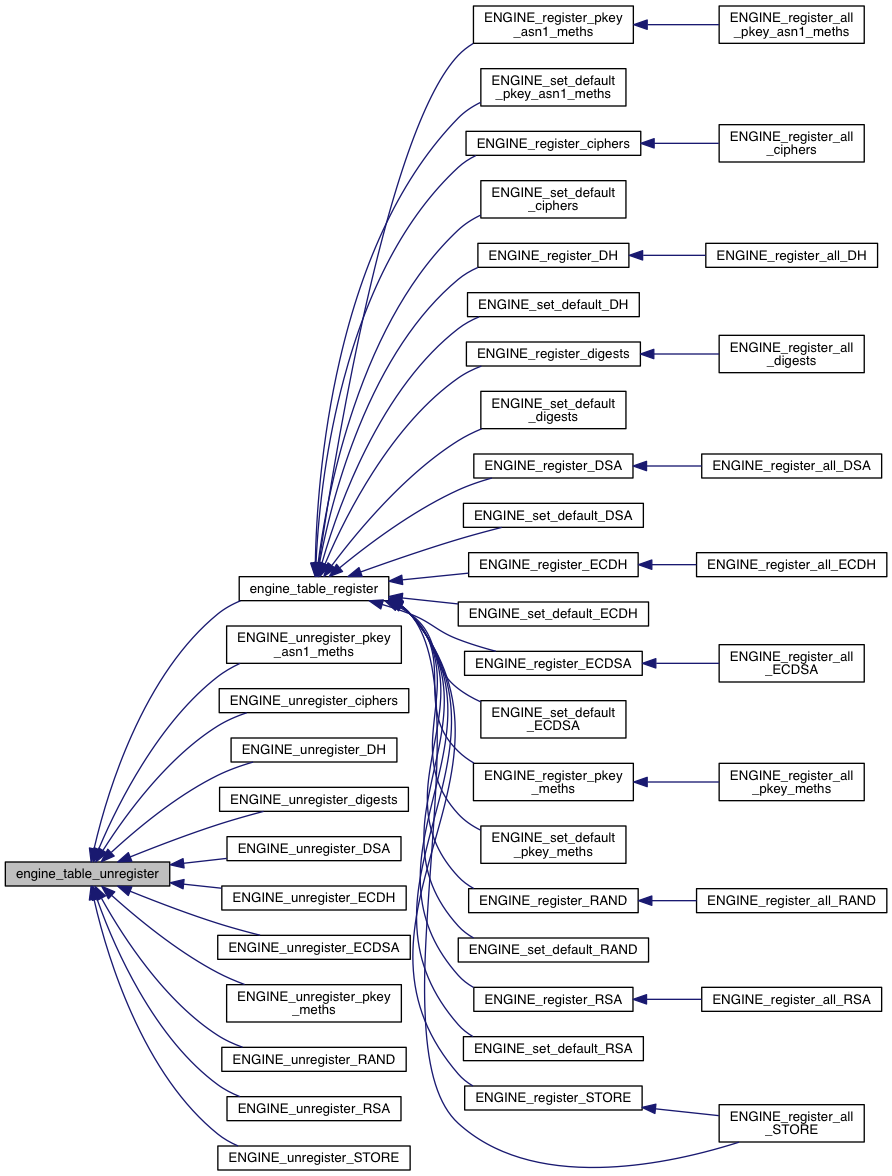 ENGINE_register_pkey
_asn1_meths
ENGINE_register_all
_pkey_asn1_meths
ENGINE_set_default
_pkey_asn1_meths
ENGINE_register_ciphers
ENGINE_register_all
_ciphers
ENGINE_set_default
_ciphers
ENGINE_register_DH
ENGINE_register_all_DH
ENGINE_set_default_DH
ENGINE_register_digests
ENGINE_register_all
_digests
ENGINE_set_default
_digests
ENGINE_register_DSA
ENGINE_register_all_DSA
ENGINE_set_default_DSA
ENGINE_register_ECDH
ENGINE_register_all_ECDH
engine_table_register
ENGINE_set_default_ECDH
ENGINE_unregister_pkey
_asn1_meths
ENGINE_register_ECDSA
ENGINE_register_all
_ECDSA
ENGINE_unregister_ciphers
ENGINE_set_default
_ECDSA
ENGINE_unregister_DH
ENGINE_register_pkey
_meths
ENGINE_register_all
_pkey_meths
ENGINE_unregister_digests
ENGINE_unregister_DSA
ENGINE_set_default
_pkey_meths
engine_table_unregister
ENGINE_unregister_ECDH
ENGINE_register_RAND
ENGINE_register_all_RAND
ENGINE_unregister_ECDSA
ENGINE_set_default_RAND
ENGINE_unregister_pkey
_meths
ENGINE_register_RSA
ENGINE_register_all_RSA
ENGINE_unregister_RAND
ENGINE_set_default_RSA
ENGINE_unregister_RSA
ENGINE_register_STORE
ENGINE_register_all
_STORE
ENGINE_unregister_STORE